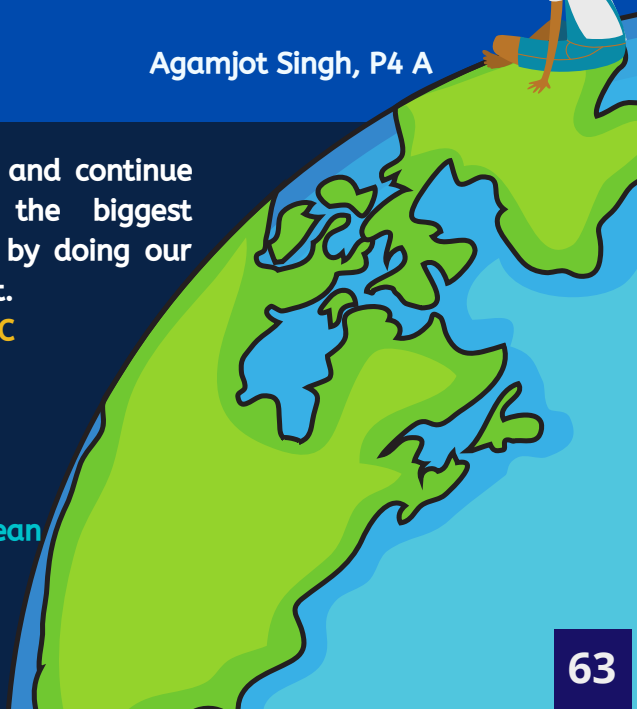 Agamjot Singh, P4 A
and continue
the biggest
by doing our
t.
C
ean
63